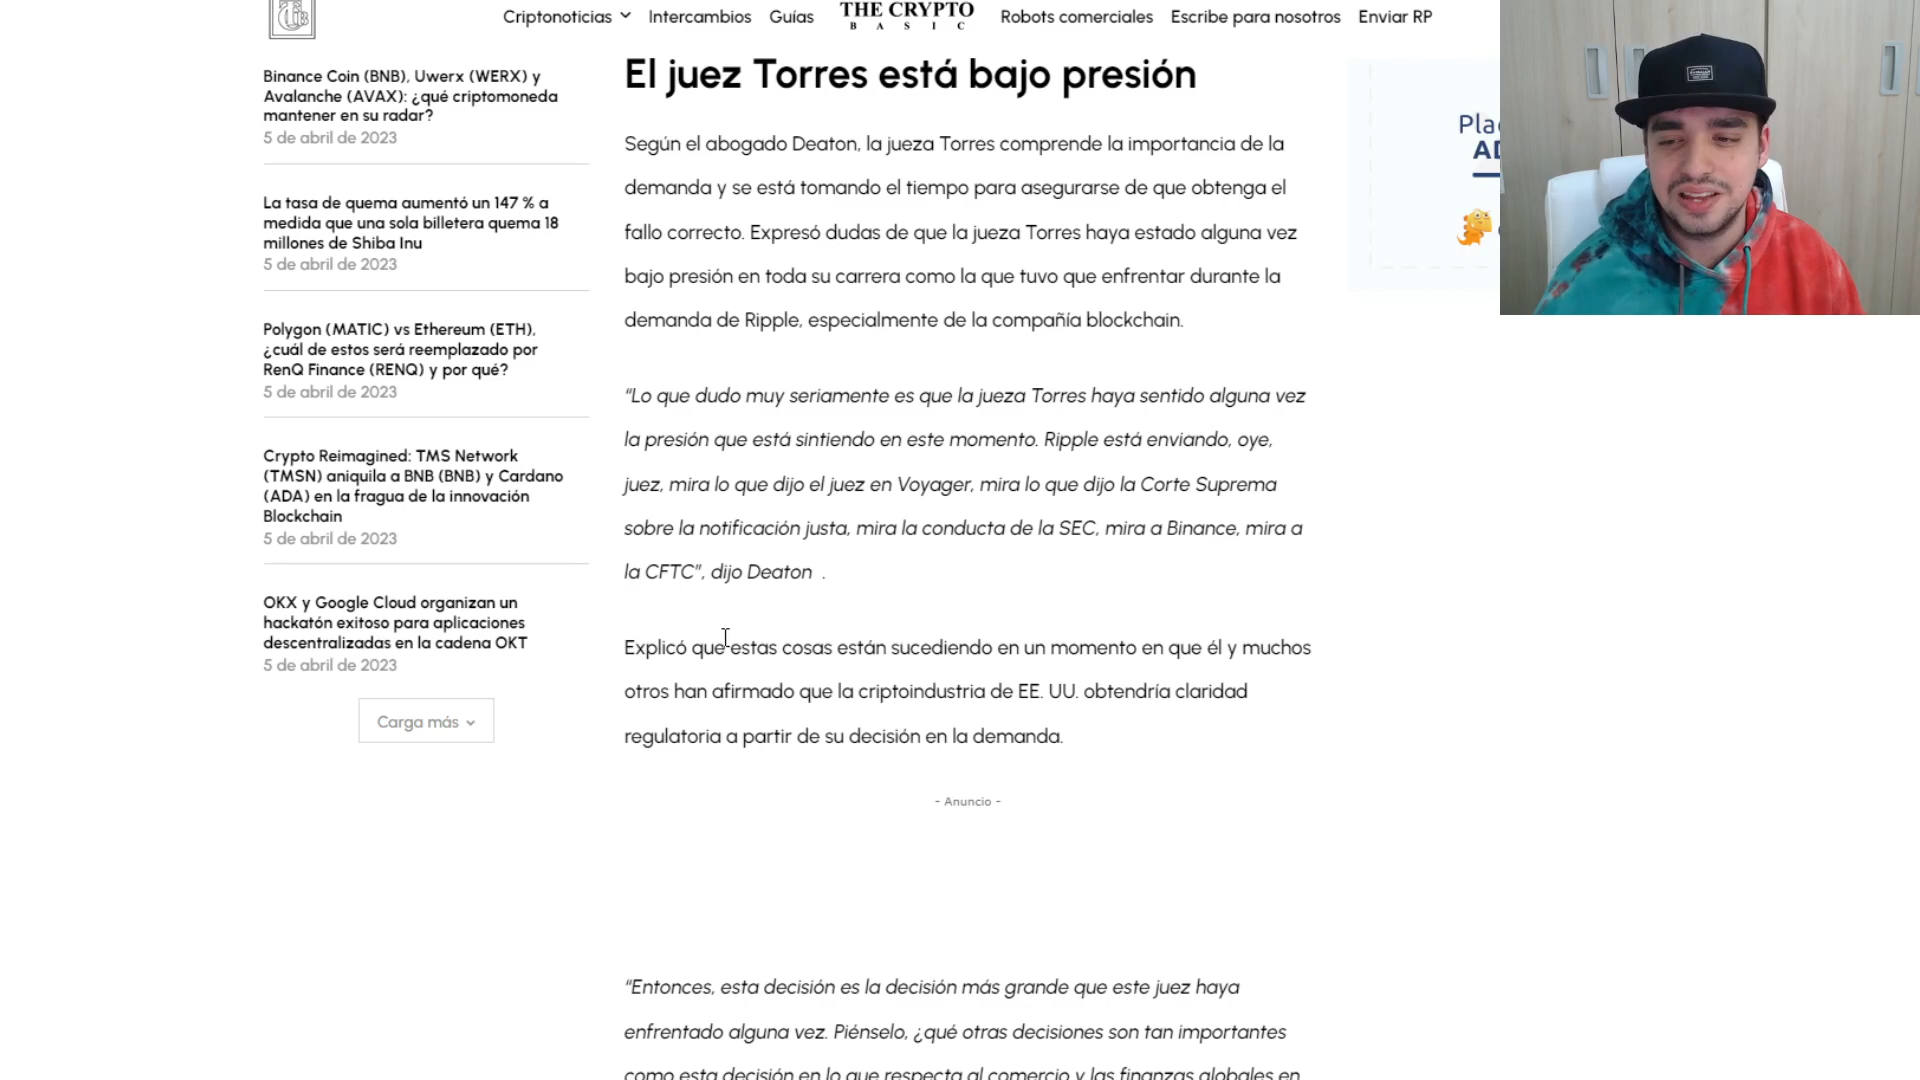 Criptonoticias
Intercambios
Guías
THE CRYPTO
BASIC
Robots comerciales
Escribe para nosotros
Enviar RP
Binance Coin (BNB), Uwerx (WERX) y
Avalanche (AVAX): ¿qué criptomoneda
mantener en su radar?
5 de abril de 2023
La tasa de quema aumentó un 147 % a
medida que una sola billetera quema 18
millones de Shiba Inu
5 de abril de 2023
Polygon (MATIC) vs Ethereum (ETH),
¿cuál de estos será reemplazado por
RenQ Finance (RENQ) y por qué?
5 de abril de 2023
Crypto Reimagined: TMS Network
(TMSN) aniquila a BNB (BNB) y Cardano
(ADA) en la fragua de la innovación
Blockchain
5 de abril de 2023
OKX y Google Cloud organizan un
hackatón exitoso para aplicaciones
descentralizadas en la cadena OKT
5 de abril de 2023
Carga más
El juez Torres está bajo presión
Según el abogado Deaton, la jueza Torres comprende la importancia de la
demanda y se está tomando el tiempo para asegurarse de que obtenga el
fallo correcto. Expresó dudas de que la jueza Torres haya estado alguna vez
bajo presión en toda su carrera como la que tuvo que enfrentar durante la
demanda de Ripple, especialmente de la compañía blockchain.
“Lo que dudo muy seriamente es que la jueza Torres haya sentido alguna vez
la presión que está sintiendo en este momento. Ripple está enviando, oye,
juez, mira lo que dijo el juez en Voyager, mira lo que dijo la Corte Suprema
sobre la notificación justa, mira la conducta de la SEC, mira a Binance, mira a
la CFTC”, dijo Deaton .
Explicó que estas cosas están sucediendo en un momento en que él y muchos
otros han afirmado que la criptoindustria de EE. UU. obtendría claridad
regulatoria a partir de su decisión en la demanda.
- Anuncio -
“Entonces, esta decisión es la decisión más grande que este juez haya
enfrentado alguna vez. Piénselo, ¿qué otras decisiones son tan importantes
como esta decisión en lo que respecta al comercio y las finanzas globales en